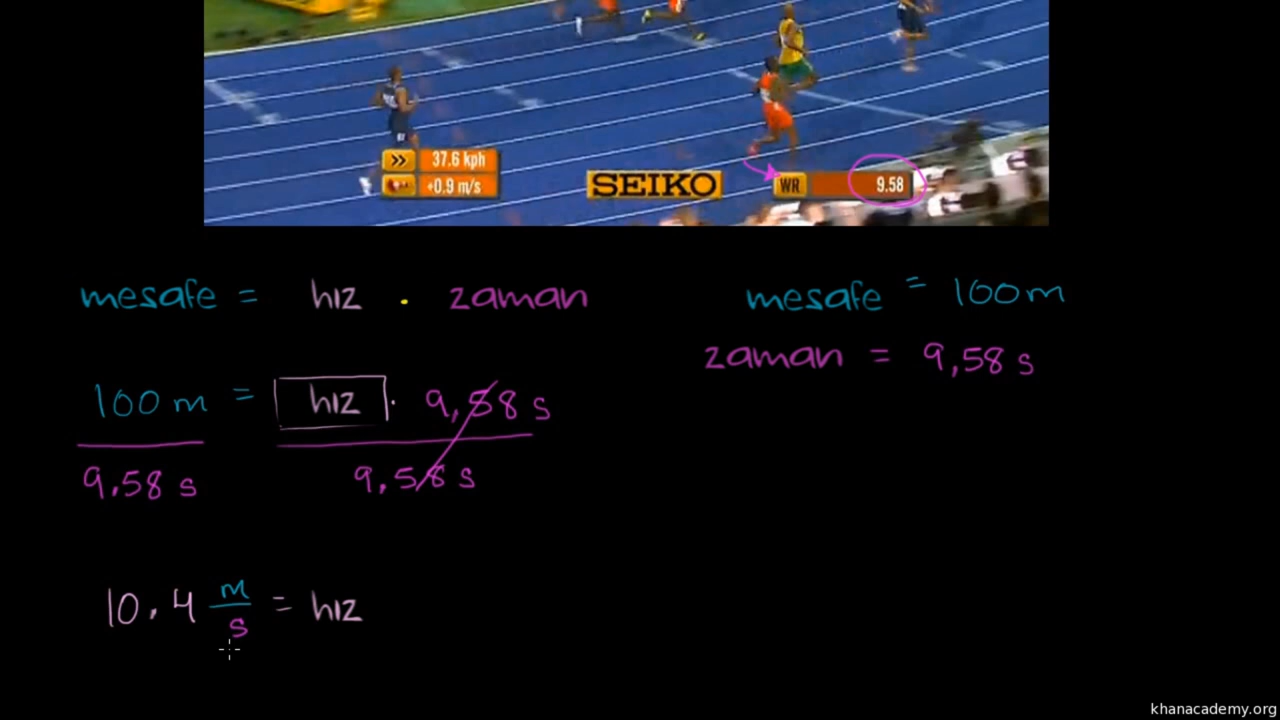 37.6 kph
+0.9 m/s
SEIKO
WR 9.58
mesafe = hız . zaman
mesafe = 100m
zaman = 9,58 s
100 m = hız . 9,58 s
9.58 s 9,58 s
10.4 m/s = hız
khanacademy.org